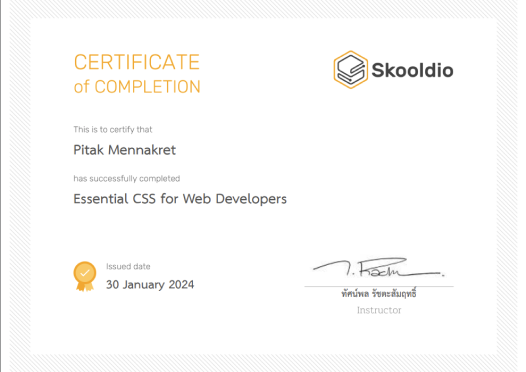 CERTIFICATE
of COMPLETION
Skooldio
This is to certify that
Pitak Mennakret
has successfully completed
Essential CSS for Web Developers
Issued date
30 January 2024
ทัศน์พล รัชตะสัมฤทธิ์
Instructor